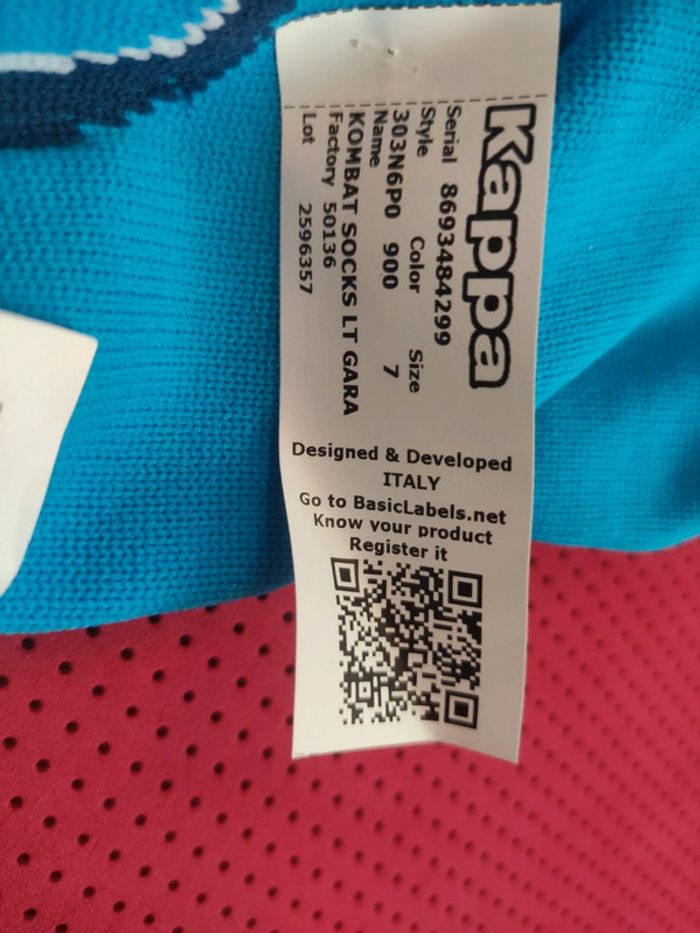 Kappa
Serial 8693484299
Style Color Size
303N6P0 900 7
Name
KOMBAT SOCKS LT GARA
Factory 50136
Lot 2596357
Designed & Developed
ITALY
Go to BasicLabels.net
Know your product
Register it